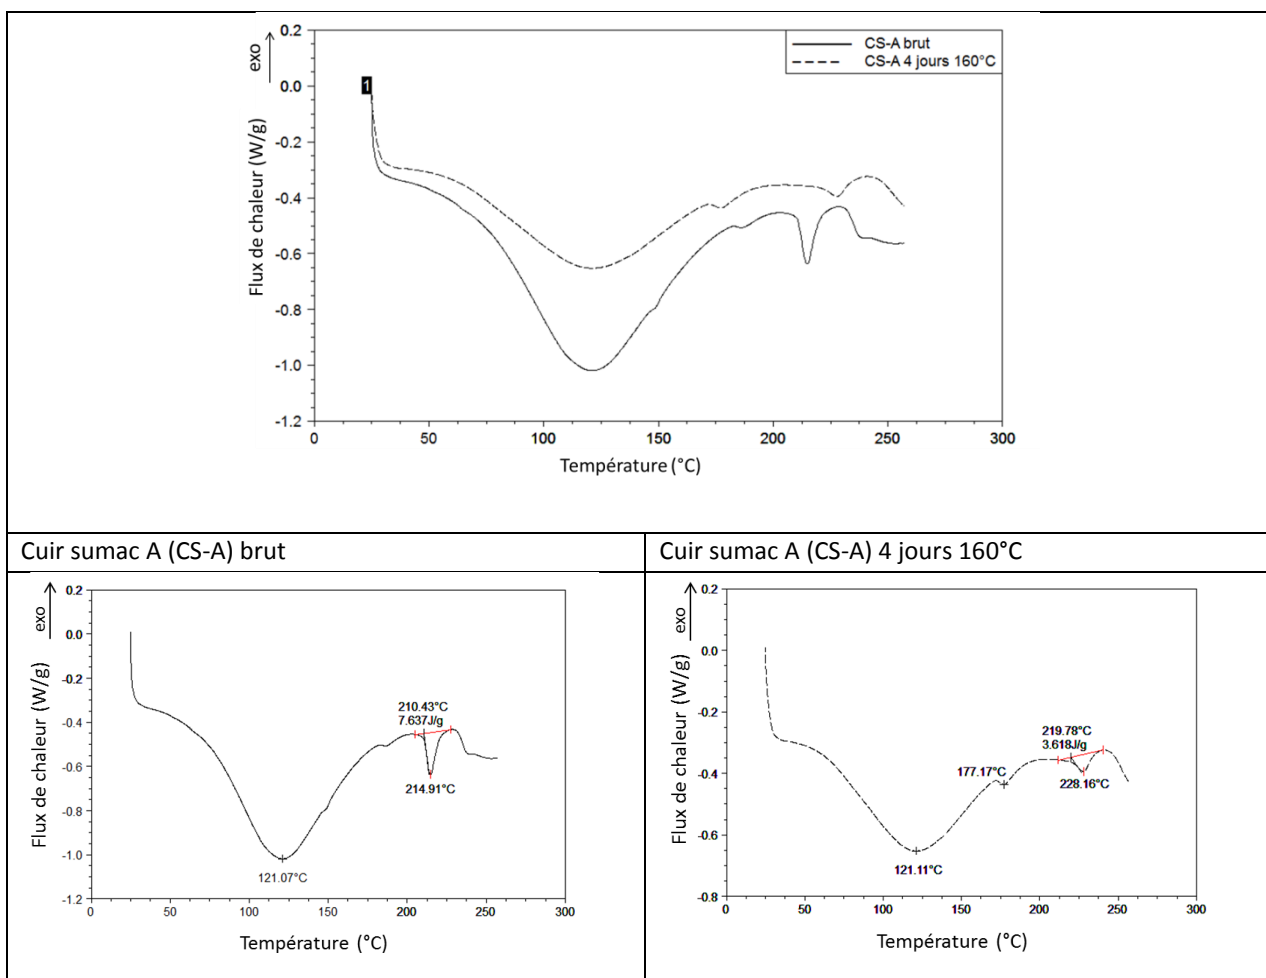 exo
0.2
0.0
-0.2
-0.4
-0.6
-0.8
-1.0
-1.2
Flux de chaleur (W/g)
1
CS-A brut
CS-A 4 jours 160°C
0 50 100 150 200 250 300
Température (°C)
Cuir sumac A (CS-A) brut
Cuir sumac A (CS-A) 4 jours 160°C
exo
0.2
0.0
-0.2
-0.4
-0.6
-0.8
-1.0
-1.2
Flux de chaleur (W/g)
210.43°C
7.637J/g
214.91°C
121.07°C
0 50 100 150 200 250 300
Température (°C)
exo
0.2
0.0
-0.2
-0.4
-0.6
-0.8
Flux de chaleur (W/g)
219.78°C
3.618J/g
177.17°C
228.16°C
121.11°C
0 50 100 150 200 250 300
Température (°C)